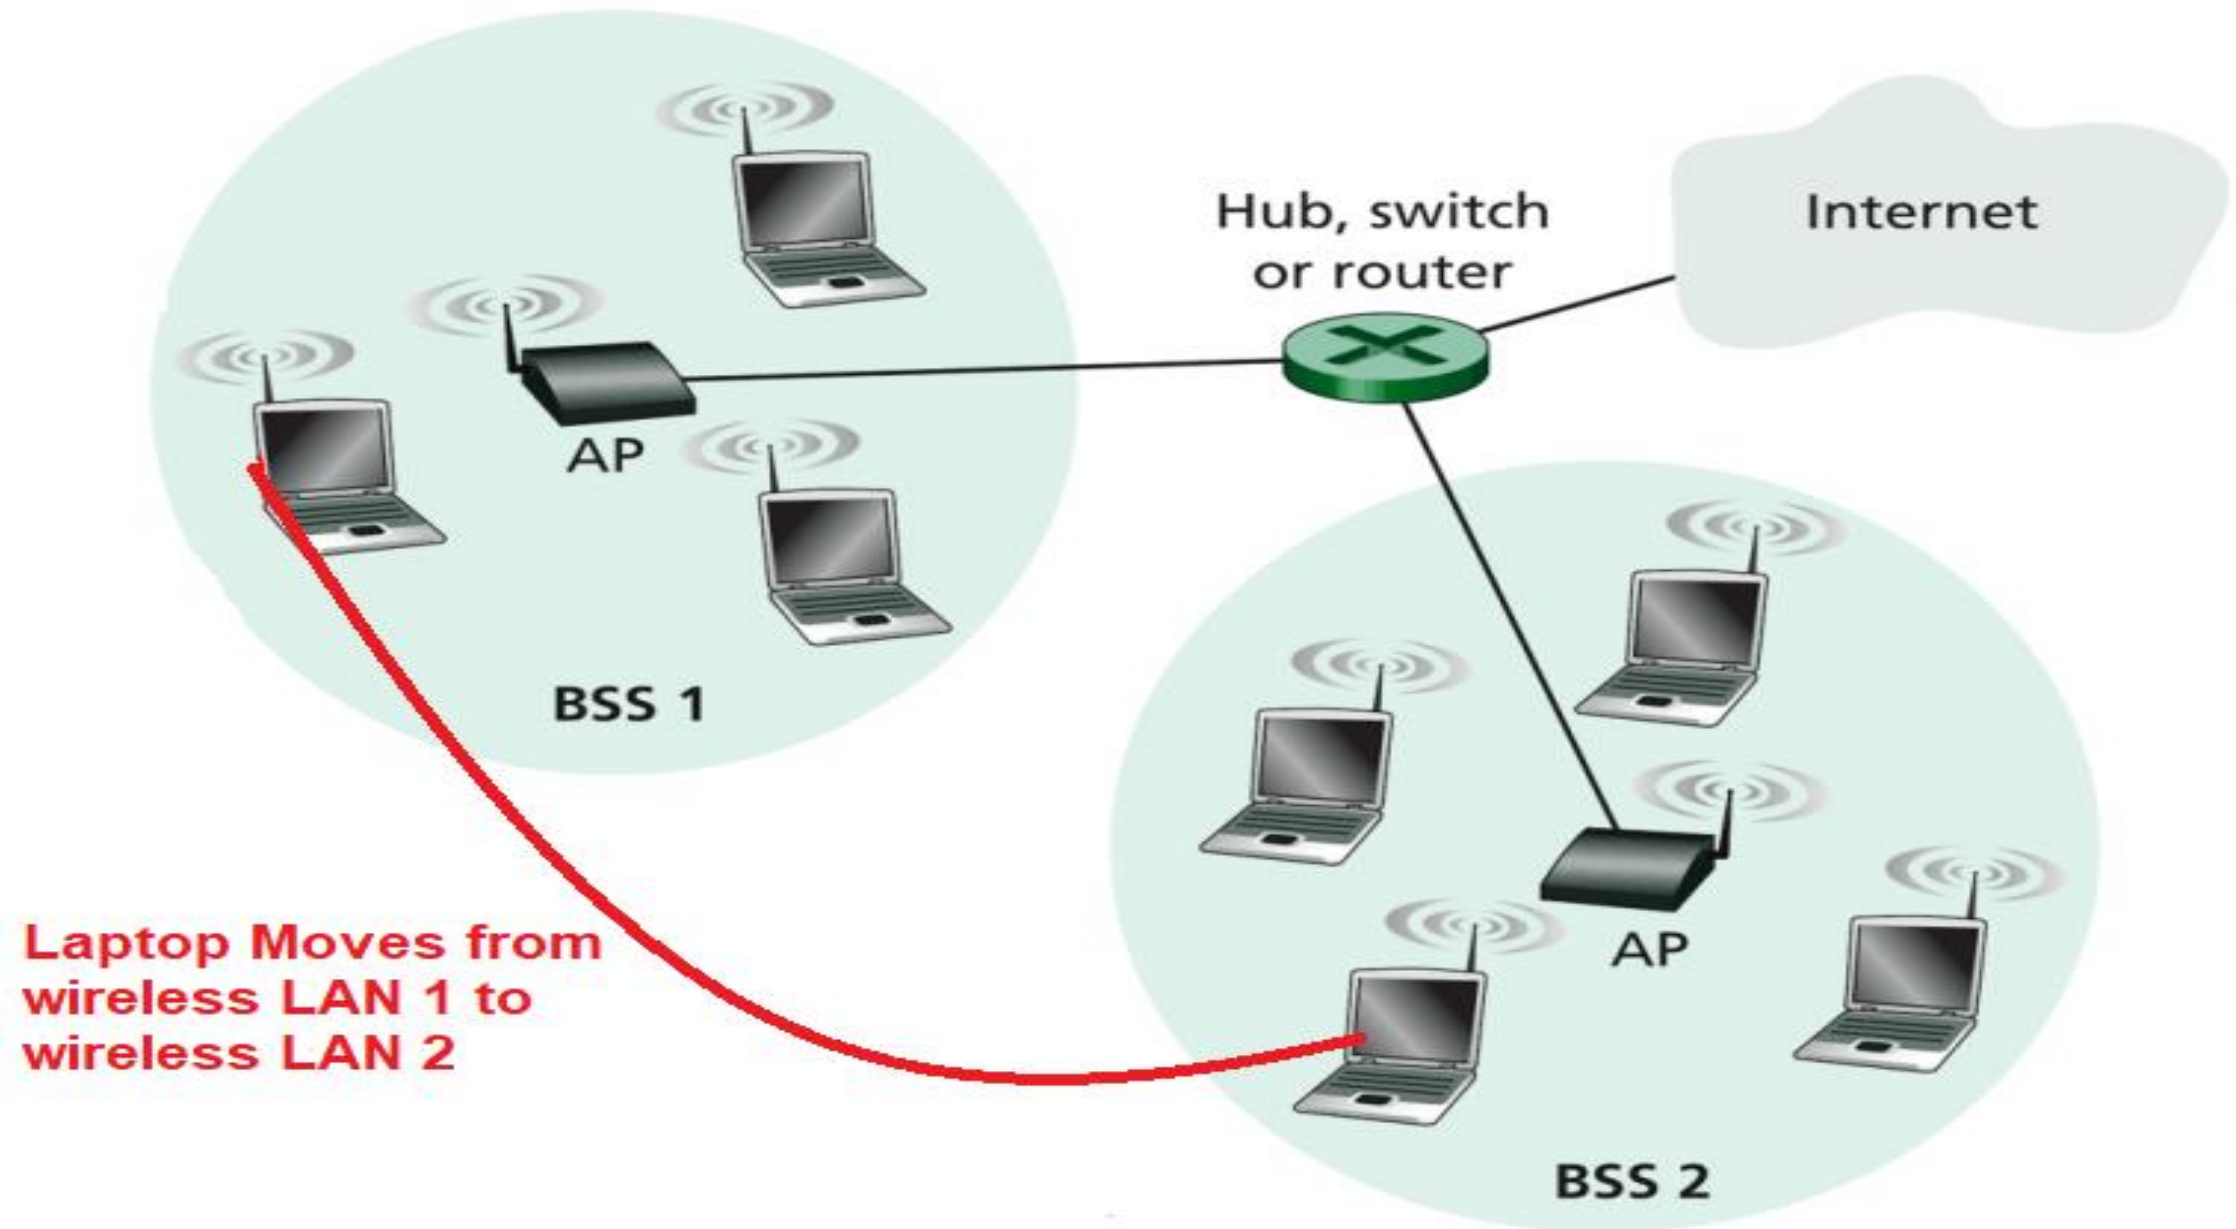 Hub, switch
or router
Internet
AP
BSS 1
Laptop Moves from
wireless LAN 1 to
wireless LAN 2
AP
BSS 2